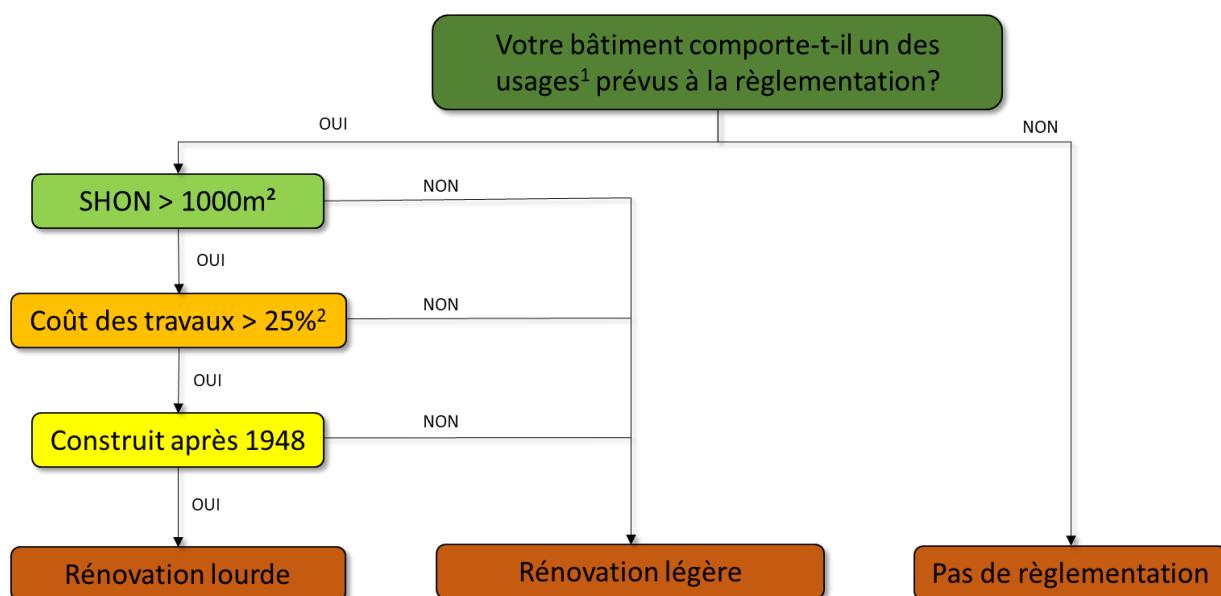 Votre bâtiment comporte-t-il un des
usages¹ prévus à la règlementation?
OUI
NON
SHON > 1000m²
NON
OUI
Coût des travaux > 25%²
NON
OUI
Construit après 1948
NON
OUI
Rénovation lourde
Rénovation légère
Pas de règlementation